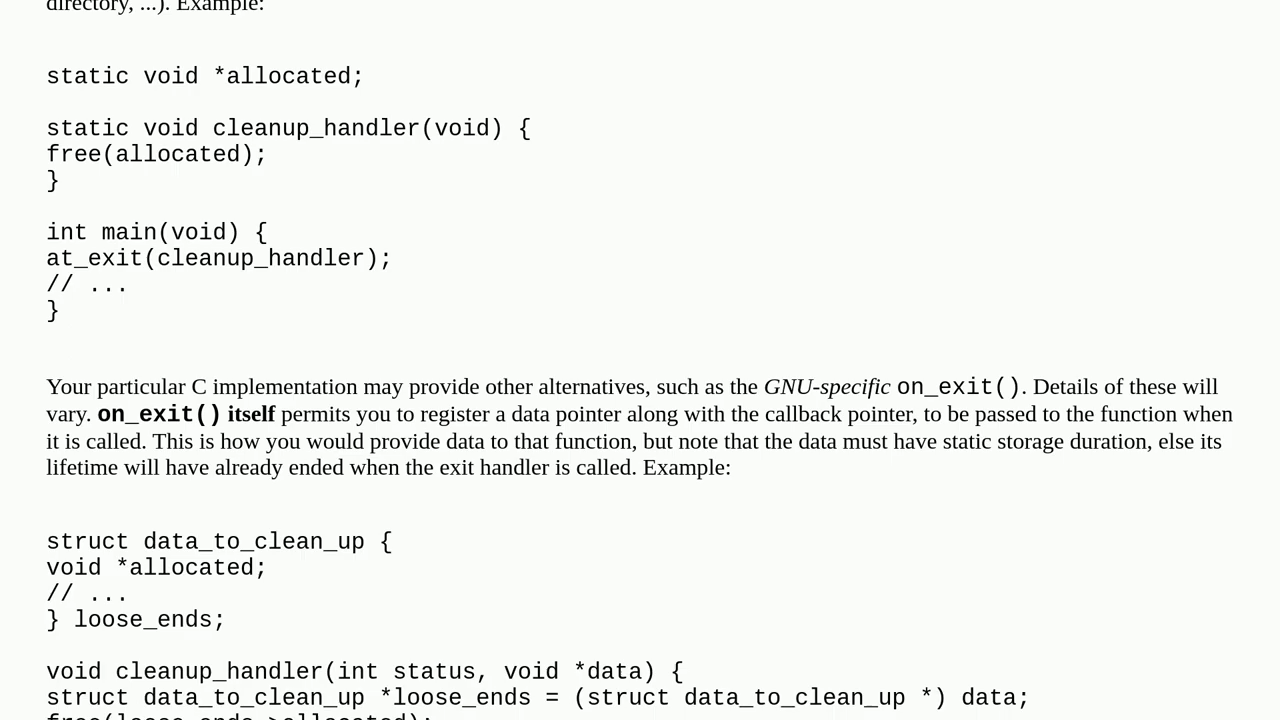 directory, ...). Example:
static void *allocated;
static void cleanup_handler(void) {
free(allocated);
}
int main(void) {
at_exit(cleanup_handler);
// ...
}
Your particular C implementation may provide other alternatives, such as the GNU-specific on_exit(). Details of these will
vary. on_exit() itself permits you to register a data pointer along with the callback pointer, to be passed to the function when
it is called. This is how you would provide data to that function, but note that the data must have static storage duration, else its
lifetime will have already ended when the exit handler is called. Example:
struct data_to_clean_up {
void *allocated;
// ...
} loose_ends;
void cleanup_handler(int status, void *data) {
struct data_to_clean_up *loose_ends = (struct data_to_clean_up *) data;
free(loose_ends->allocated);